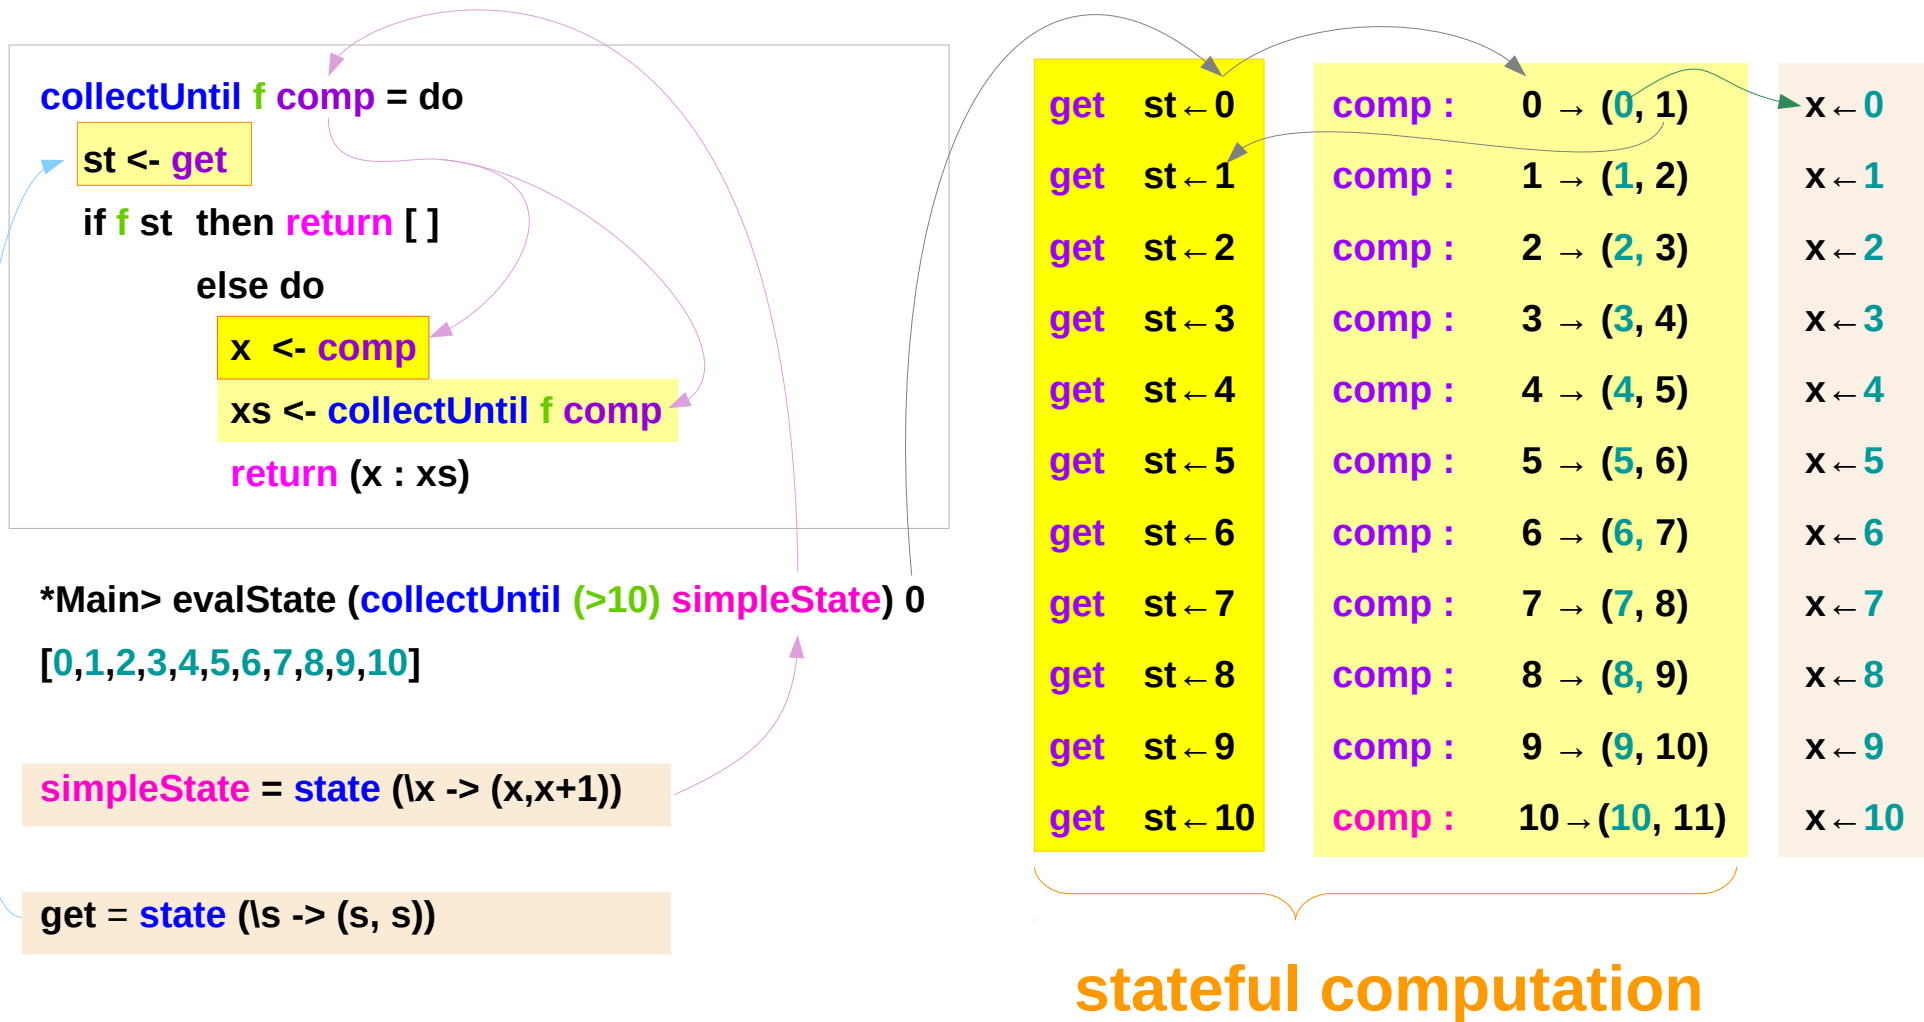 collectUntil f comp = do
st <- get
if f st then return [ ]
else do
x <- comp
xs <- collectUntil f comp
return (x : xs)
*Main> evalState (collectUntil (>10) simpleState) 0
[0,1,2,3,4,5,6,7,8,9,10]
simpleState = state (\x -> (x,x+1))
get = state (\s -> (s, s))
get st←0 comp : 0 → (0, 1) x←0
get st←1 comp : 1 → (1, 2) x←1
get st←2 comp : 2 → (2, 3) x←2
get st←3 comp : 3 → (3, 4) x←3
get st←4 comp : 4 → (4, 5) x←4
get st←5 comp : 5 → (5, 6) x←5
get st←6 comp : 6 → (6, 7) x←6
get st←7 comp : 7 → (7, 8) x←7
get st←8 comp : 8 → (8, 9) x←8
get st←9 comp : 9 → (9, 10) x←9
get st←10 comp : 10→(10, 11) x←10
stateful computation